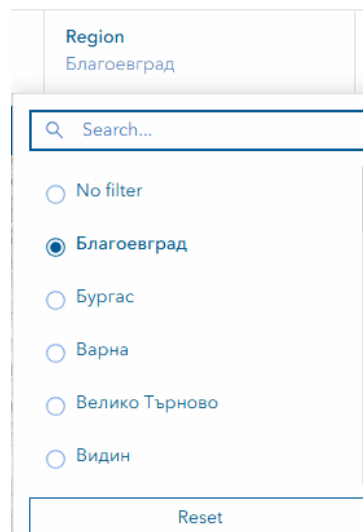 Region
Благоевград
Search...
No filter
Благоевград
Бургас
Варна
Велико Търново
Видин
Reset